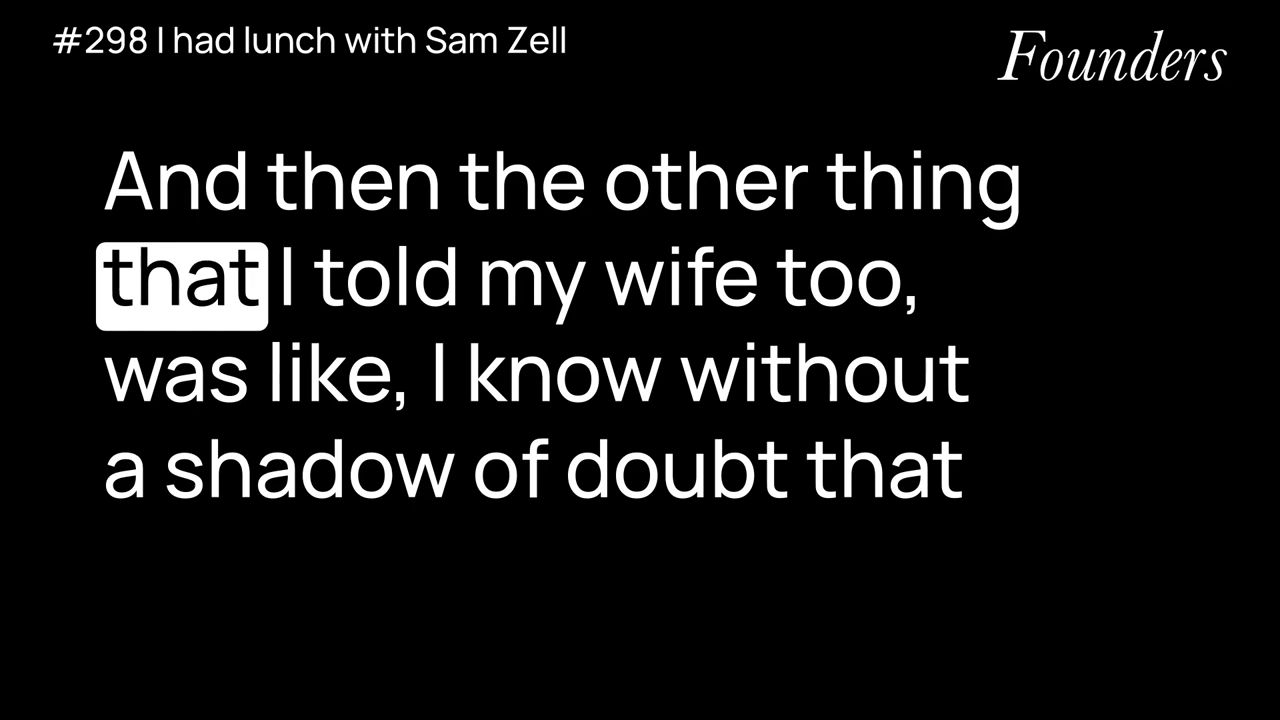 #298 I had lunch with Sam Zell
Founders
And then the other thing
that I told my wife too,
was like, I know without
a shadow of doubt that